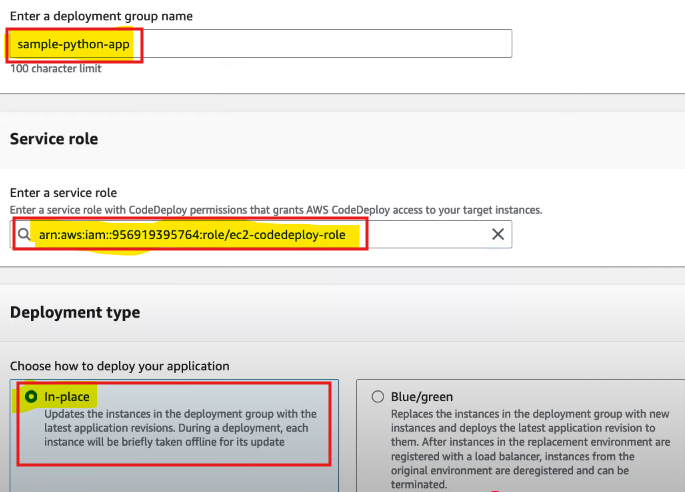 Enter a deployment group name
sample-python-app
100 character limit
Service role
Enter a service role
Enter a service role with CodeDeploy permissions that grants AWS CodeDeploy access to your target instances.
arn:aws:iam::956919395764:role/ec2-codedeploy-role
Deployment type
Choose how to deploy your application
In-place
Updates the instances in the deployment group with the
latest application revisions. During a deployment, each
instance will be briefly taken offline for its update
Blue/green
Replaces the instances in the deployment group with new
instances and deploys the latest application revision to
them. After instances in the replacement environment are
registered with a load balancer, instances from the
original environment are deregistered and can be
terminated.